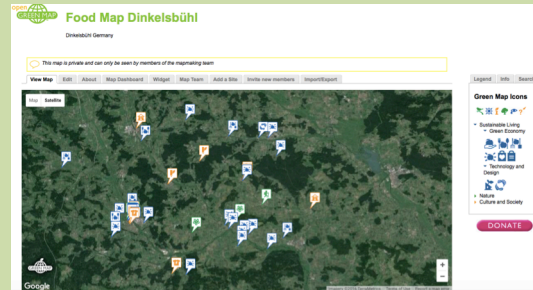 Open
GREEN MAP
Food Map Dinkelsbühl
Dinkelsbühl Germany
This map is private and can only be seen by members of the mapmaking team
View Map Edit About Map Dashboard Widget Map Team Add a Site Invite new members Import/Export
Legend Info Search
Map Satellite
Green Map Icons
Sustainable Living
Green Economy
Technology and
Design
Nature
Culture and Society
DONATE
GREEN MAP
+
−
Google